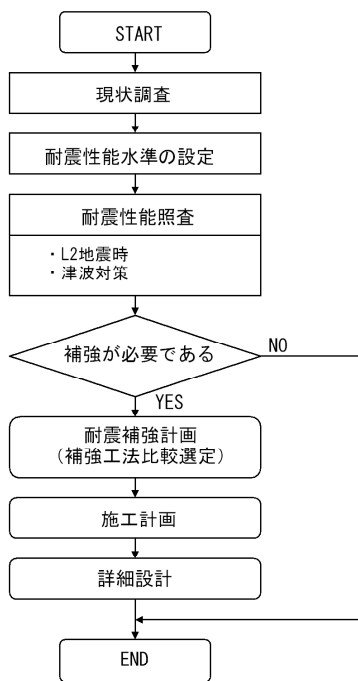 START
現状調査
耐震性能水準の設定
耐震性能照査
・L2地震時
・津波対策
補強が必要である
NO
YES
耐震補強計画
(補強工法比較選定)
施工計画
詳細設計
END